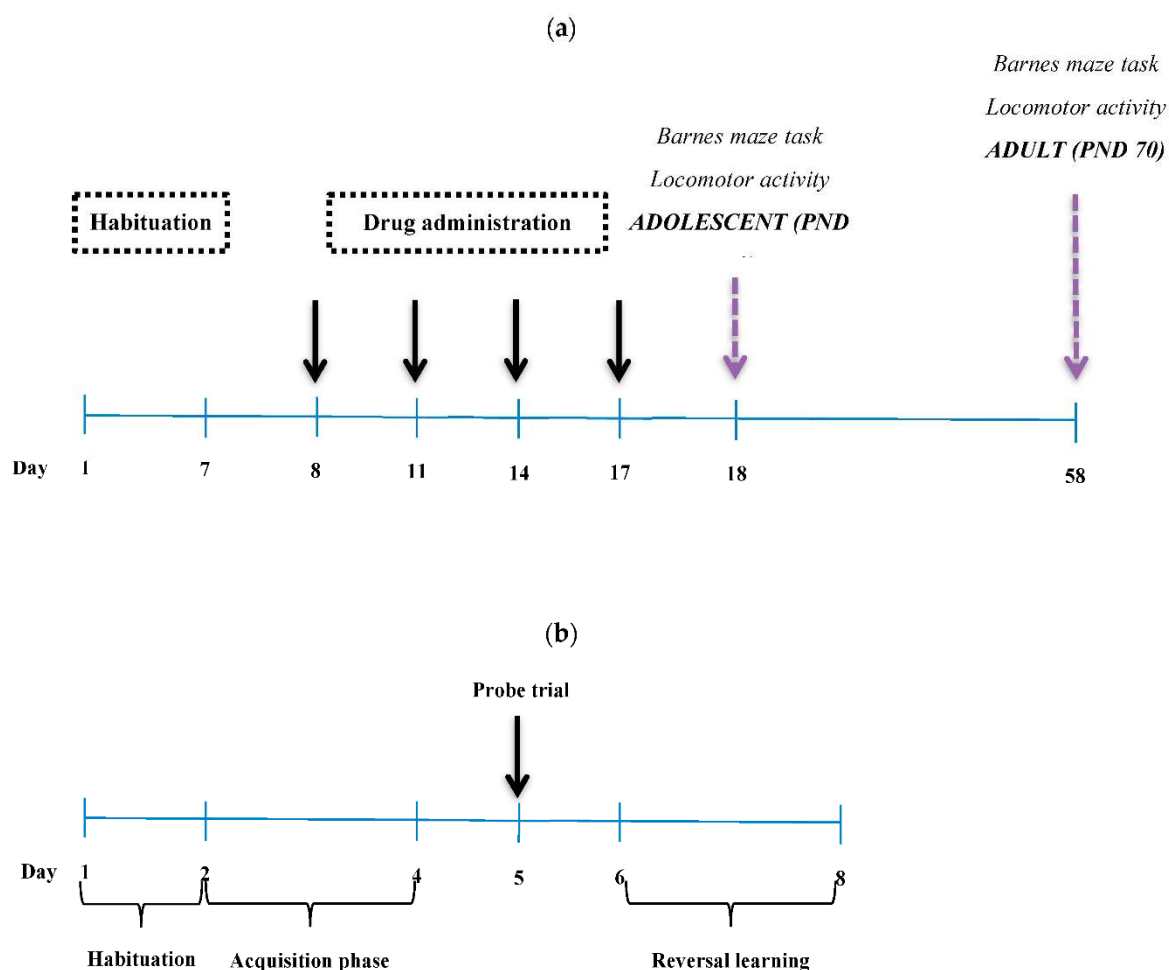 (a)
Barnes maze task
Locomotor activity
ADULT (PND 70)
Barnes maze task
Locomotor activity
ADOLESCENT (PND
Habituation
Drug administration
Day 1 7 8 11 14 17 18 58
(b)
Probe trial
Day 1 2 4 5 6 8
Habituation Acquisition phase Reversal learning